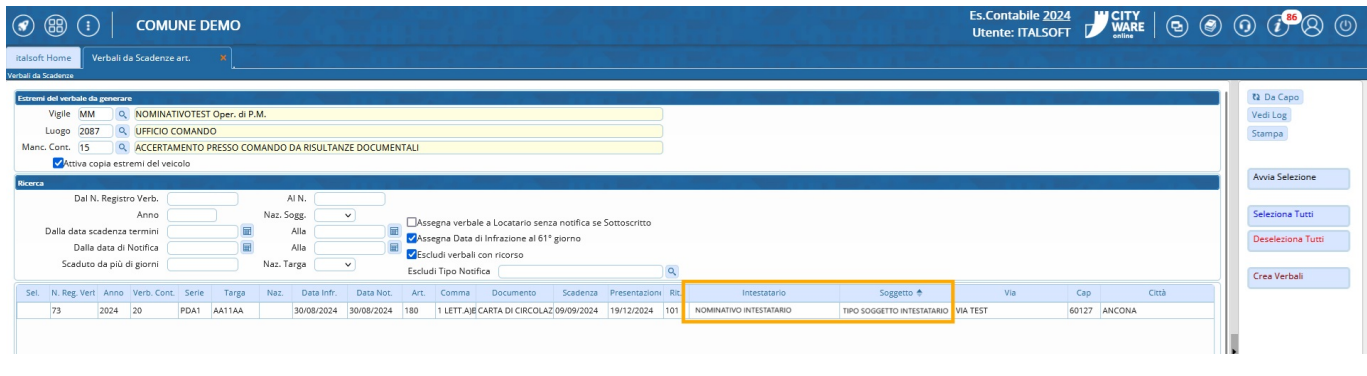 COMUNE DEMO
Es.Contabile 2024
Utente: ITALSOFT
CITY
WARE
online
86
italsoft Home
Verbali da Scadenze art.
×
Verbali da Scadenze
Estremi del verbale da generare
Vigile MM NOMINATIVOTEST Oper. di P.M.
Luogo 2087 UFFICIO COMANDO
Manc. Cont. 15 ACCERTAMENTO PRESSO COMANDO DA RISULTANZE DOCUMENTALI
Attiva copia estremi del veicolo
Ricerca
Dal N. Registro Verb. Al N.
Anno Naz. Sogg.
Dalla data scadenza termini Alla
Dalla data di Notifica Alla
Scaduto da più di giorni Naz. Targa
Assegna verbale a Locatario senza notifica se Sottoscritto
Assegna Data di Infrazione al 61° giorno
Escludi verbali con ricorso
Escludi Tipo Notifica
Sel. N. Reg. Vert Anno Verb. Cont. Serie Targa Naz. Data Infr. Data Not. Art. Comma Documento Scadenza Presentazione Rit. Intestatario Soggetto Via Cap Città
73 2024 20 PDA1 AA11AA 30/08/2024 30/08/2024 180 1 LETT.A)E CARTA DI CIRCOLAZ 09/09/2024 19/12/2024 101 NOMINATIVO INTESTATARIO TIPO SOGGETTO INTESTATARIO VIA TEST 60127 ANCONA
Da Capo
Vedi Log
Stampa
Avvia Selezione
Seleziona Tutti
Deseleziona Tutti
Crea Verbali